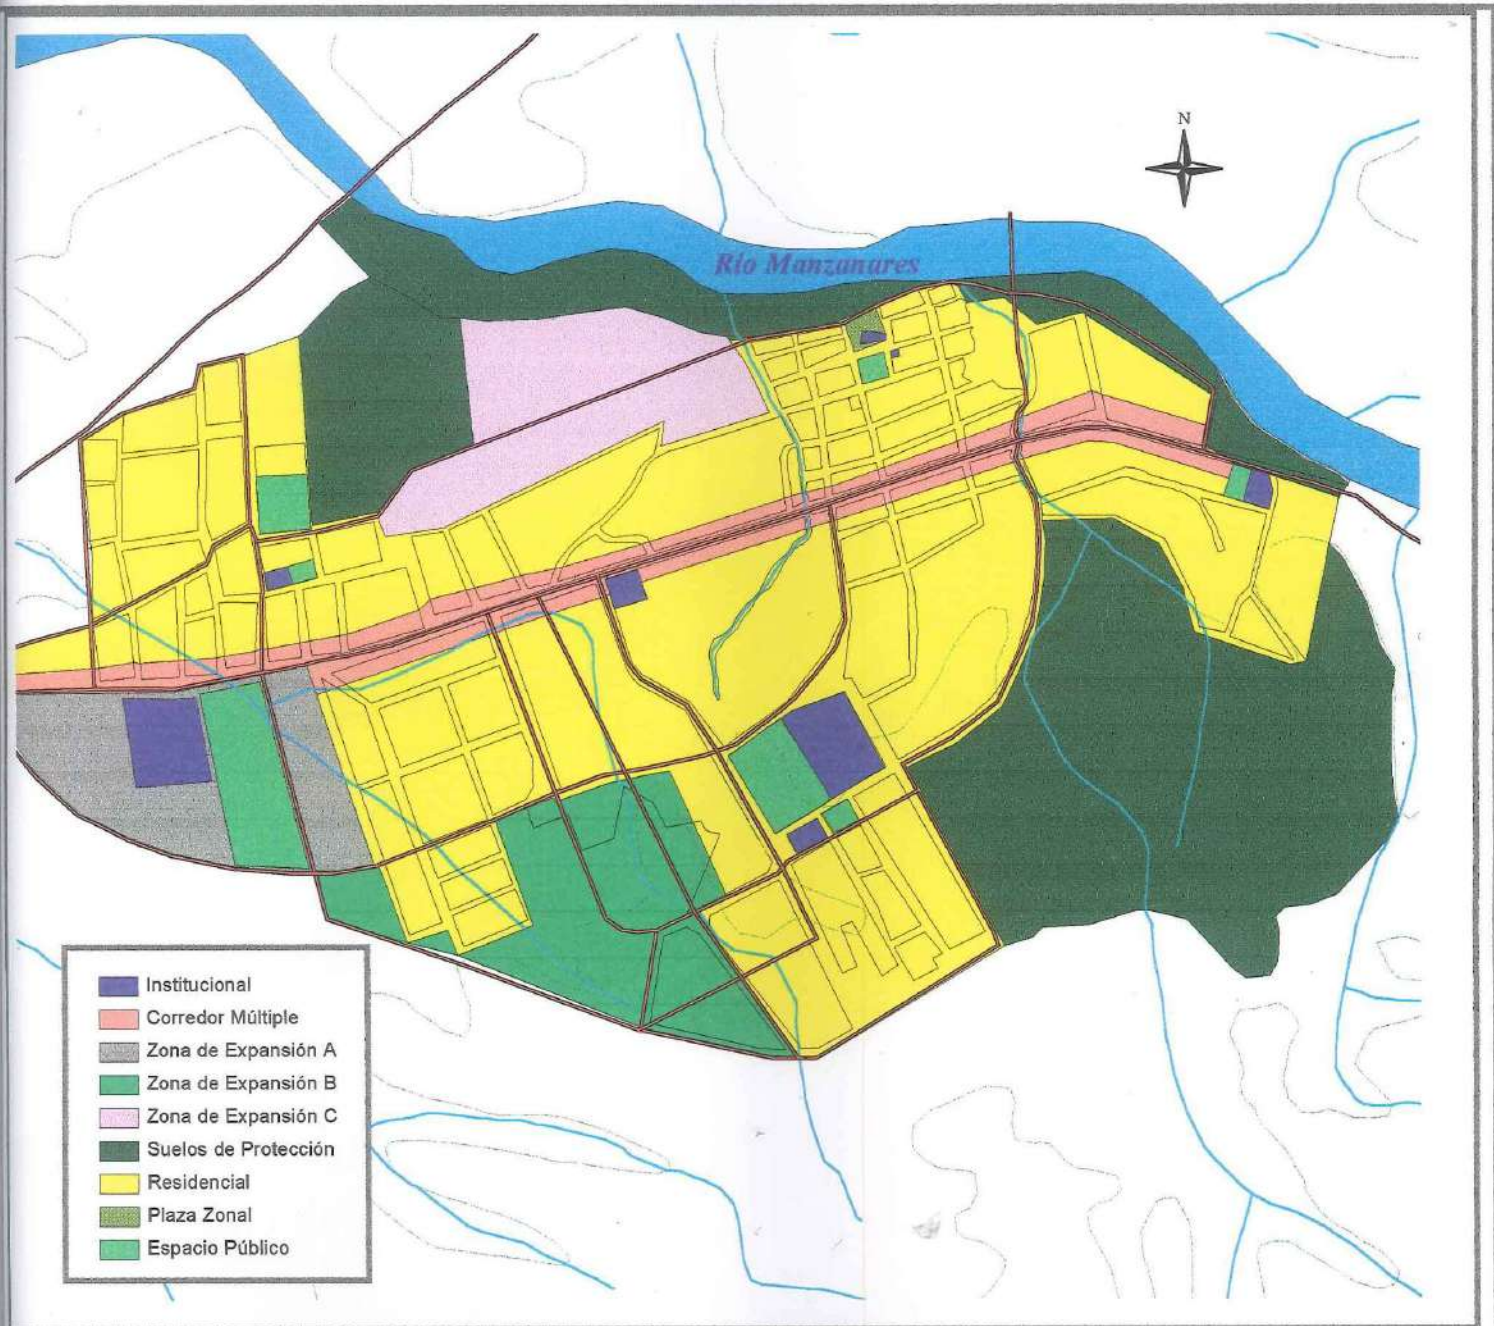 N
Río Manzanares
Institucional
Corredor Múltiple
Zona de Expansión A
Zona de Expansión B
Zona de Expansión C
Suelos de Protección
Residencial
Plaza Zonal
Espacio Público